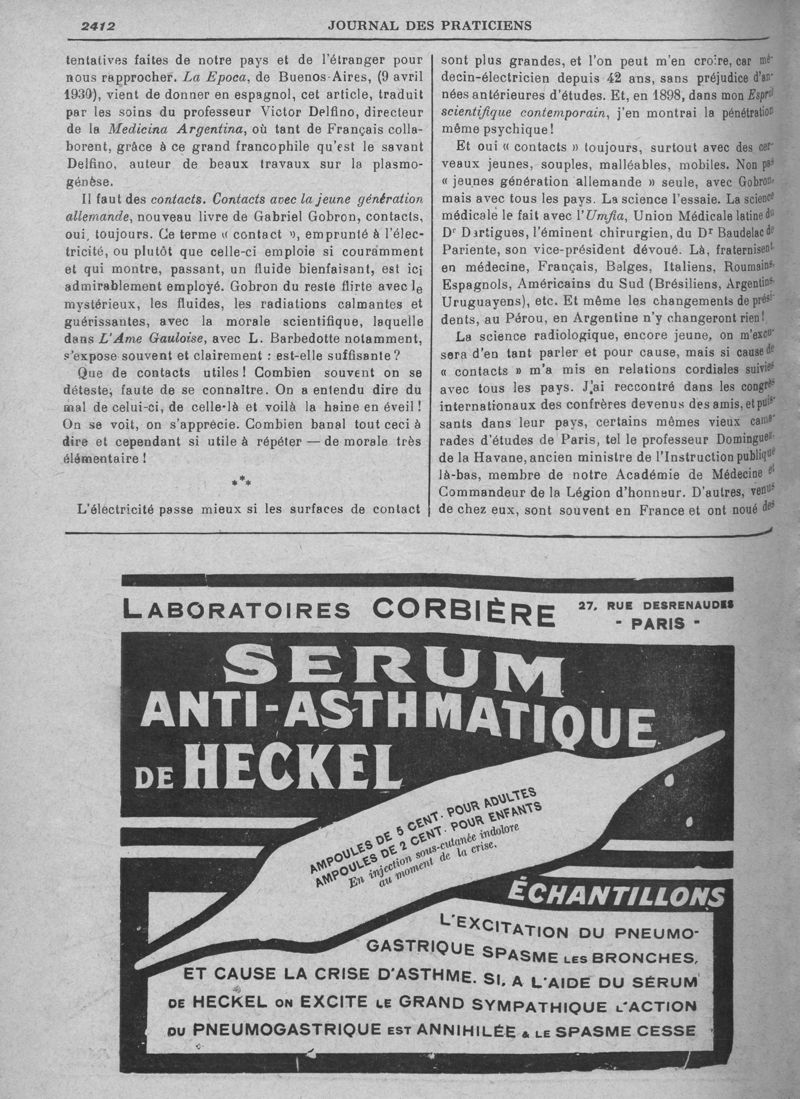 2412
JOURNAL DES PRATICIENS
tentatives faites de notre pays et de l'étranger pour
nous rapprocher. La Epoca, de Buenos-Aires, (9 avril
1930), vient de donner en espagnol, cet article, traduit
par les soins du professeur Victor Delfino, directeur
de la Medicina Argentina, où tant de Français colla-
borent, grâce à ce grand francophile qu'est le savant
Delfino, auteur de beaux travaux sur la plasmo-
génèse.
Il faut des contacts. Contacts avec la jeune génération
allemande, nouveau livre de Gabriel Gobron, contacts,
oui, toujours. Ce terme « contact », emprunté à l'élec-
tricité, ou plutôt que celle-ci emploie si couramment
et qui montre, passant, un fluide bienfaisant, est ici
admirablement employé. Gobron du reste flirte avec le
mystérieux, les fluides, les radiations calmantes et
guérissantes, avec la morale scientifique, laquelle
dans L'Ame Gauloise, avec L. Barbedotte notamment,
s'expose souvent et clairement : est-elle suffisante ?
Que de contacts utiles ! Combien souvent on se
déteste, faute de se connaître. On a entendu dire du
mal de celui-ci, de celle-là et voilà la haine en éveil !
On se voit, on s'apprécie. Combien banal tout ceci à
dire et cependant si utile à répéter — de morale très
élémentaire !
***
L'électricité passe mieux si les surfaces de contact
sont plus grandes, et l'on peut m'en croire, car mé-
decin-électricien depuis 42 ans, sans préjudice d'an-
nées antérieures d'études. Et, en 1898, dans mon Esprit
scientifique contemporain, j'en montrai la pénétration
même psychique !
Et oui « contacts » toujours, surtout avec des cer-
veaux jeunes, souples, malléables, mobiles. Non pas
« jeunes génération allemande » seule, avec Gobron,
mais avec tous les pays. La science l'essaie. La science
médicale le fait avec l'Umfia, Union Médicale latine du
Dr Dartigues, l'éminent chirurgien, du Dr Baudelac de
Pariente, son vice-président dévoué. Là, fraternisent
en médecine, Français, Belges, Italiens, Roumains,
Espagnols, Américains du Sud (Brésiliens, Argentins,
Uruguayens), etc. Et même les changements de prési-
dents, au Pérou, en Argentine n'y changeront rien !
La science radiologique, encore jeune, on m'excu-
sera d'en tant parler et pour cause, mais si cause de
« contacts » m'a mis en relations cordiales suivies
avec tous les pays. J'ai reccontré dans les congrès
internationaux des confrères devenus des amis, et puis-
sants dans leur pays, certains mêmes vieux cama-
rades d'études de Paris, tel le professeur Dominguez
de la Havane, ancien ministre de l'Instruction publique
là-bas, membre de notre Académie de Médecine et
Commandeur de la Légion d'honneur. D'autres, venus
de chez eux, sont souvent en France et ont noué des
LABORATOIRES CORBIÈRE
27, RUE DESRENAUDES
- PARIS -
SERUM
ANTI-ASTHMATIQUE
DE HECKEL
AMPOULES DE 5 CENT. POUR ADULTES
AMPOULES DE 2 CENT. POUR ENFANTS
En injection sous-cutanée indolore
au moment de la crise.
ÉCHANTILLONS
L'EXCITATION DU PNEUMO-
GASTRIQUE SPASME LES BRONCHES,
ET CAUSE LA CRISE D'ASTHME. SI, A L'AIDE DU SÉRUM
DE HECKEL ON EXCITE LE GRAND SYMPATHIQUE L'ACTION
DU PNEUMOGASTRIQUE EST ANNIHILÉE & LE SPASME CESSE